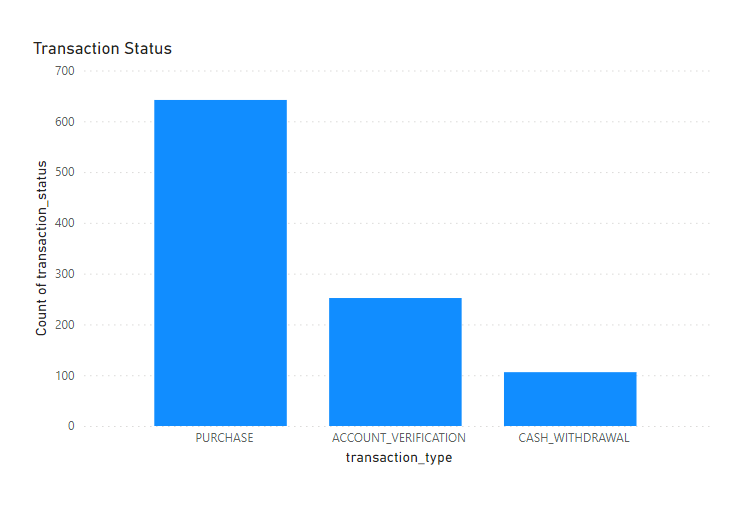 Transaction Status
700
600
500
400
300
200
100
0
Count of transaction_status
PURCHASE
ACCOUNT_VERIFICATION
CASH_WITHDRAWAL
transaction_type